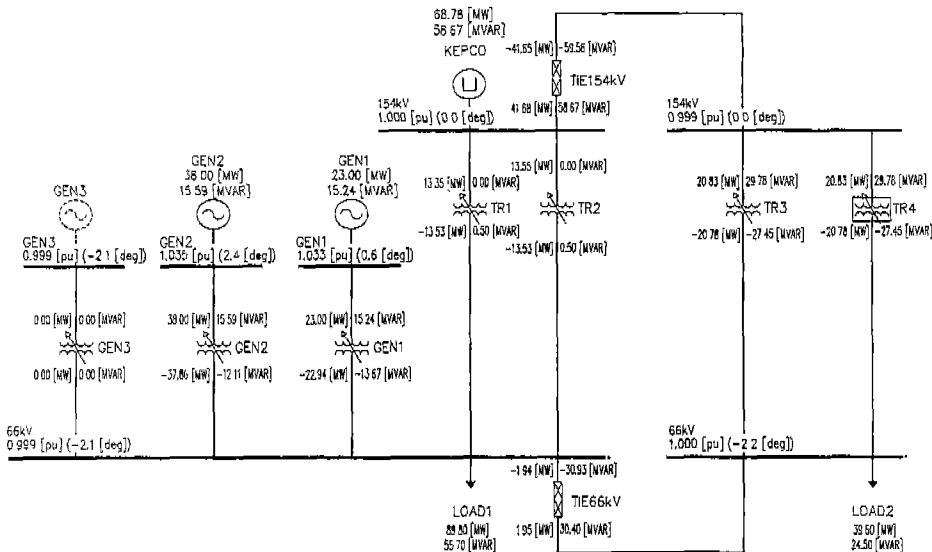 68.78 [MW]
58.67 [MVAR]
KEPCO
-41.65 [MW] -59.56 [MVAR]
TIE154kV
41.68 [MW] 58.67 [MVAR]
154kV
1.000 [pu] (0.0 [deg])
154kV
0.999 [pu] (0.0 [deg])
GEN3
GEN2
38.00 [MW]
15.59 [MVAR]
GEN1
23.00 [MW]
15.24 [MVAR]
13.35 [MW] 0.00 [MVAR]
TR1
-13.53 [MW] 0.50 [MVAR]
13.55 [MW] 0.00 [MVAR]
TR2
-13.53 [MW] 0.50 [MVAR]
20.83 [MW] 29.78 [MVAR]
TR3
-20.78 [MW] -27.45 [MVAR]
20.83 [MW] 29.78 [MVAR]
TR4
-20.78 [MW] -27.45 [MVAR]
GEN3
0.999 [pu] (-2.1 [deg])
GEN2
1.035 [pu] (2.4 [deg])
GEN1
1.033 [pu] (0.6 [deg])
0.00 [MW] 0.00 [MVAR]
GEN3
0.00 [MW] 0.00 [MVAR]
38.00 [MW] 15.59 [MVAR]
GEN2
-37.86 [MW] -12.11 [MVAR]
23.00 [MW] 15.24 [MVAR]
GEN1
-22.94 [MW] -13.67 [MVAR]
66kV
0.999 [pu] (-2.1 [deg])
66kV
1.000 [pu] (-2.2 [deg])
-1.94 [MW] -30.93 [MVAR]
TIE66kV
1.95 [MW] 30.40 [MVAR]
LOAD1
89.80 [MW]
55.70 [MVAR]
LOAD2
39.60 [MW]
24.50 [MVAR]